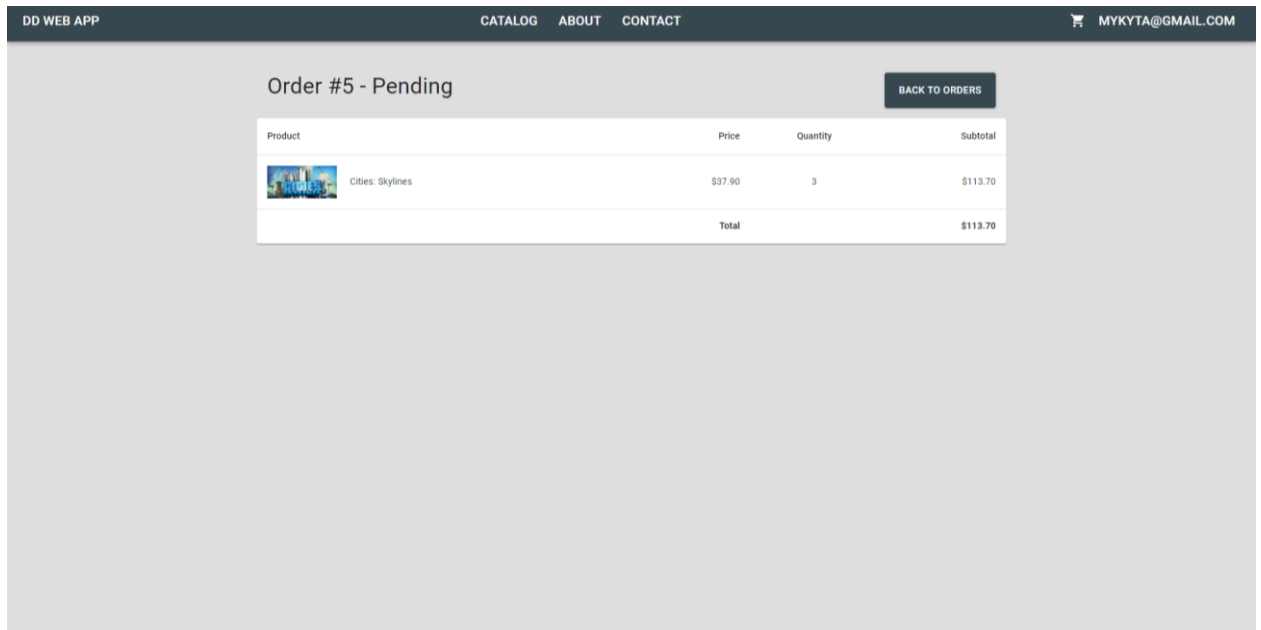 DD WEB APP CATALOG ABOUT CONTACT MYKYTA@GMAIL.COM
Order #5 - Pending BACK TO ORDERS
Product Price Quantity Subtotal
CITIES
Cities: Skylines $37.90 3 $113.70
Total $113.70